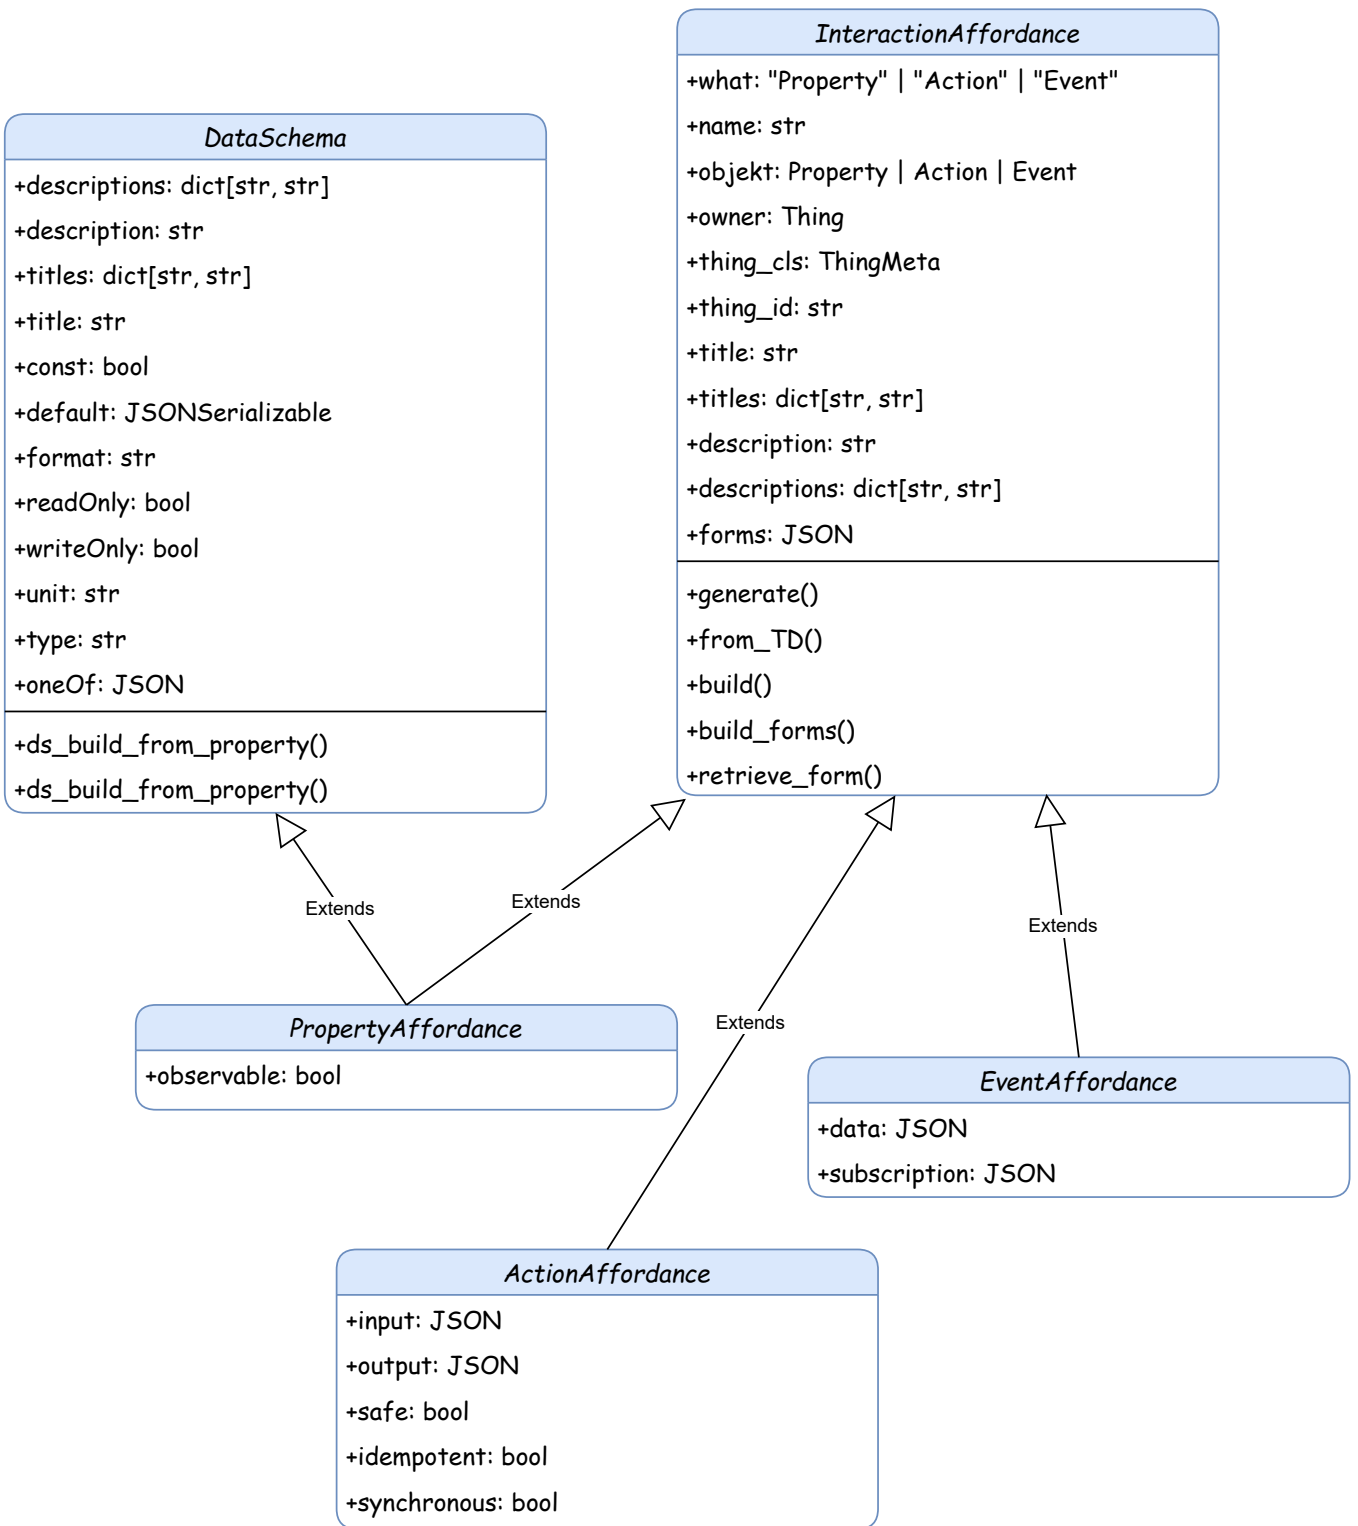 InteractionAffordance
+what: "Property" | "Action" | "Event"
+name: str
+objekt: Property | Action | Event
+owner: Thing
+thing_cls: ThingMeta
+thing_id: str
+title: str
+titles: dict[str, str]
+description: str
+descriptions: dict[str, str]
+forms: JSON
+generate()
+from_TD()
+build()
+build_forms()
+retrieve_form()
DataSchema
+descriptions: dict[str, str]
+description: str
+titles: dict[str, str]
+title: str
+const: bool
+default: JSONSerializable
+format: str
+readOnly: bool
+writeOnly: bool
+unit: str
+type: str
+oneOf: JSON
+ds_build_from_property()
+ds_build_from_property()
Extends
Extends
Extends
Extends
PropertyAffordance
+observable: bool
EventAffordance
+data: JSON
+subscription: JSON
ActionAffordance
+input: JSON
+output: JSON
+safe: bool
+idempotent: bool
+synchronous: bool